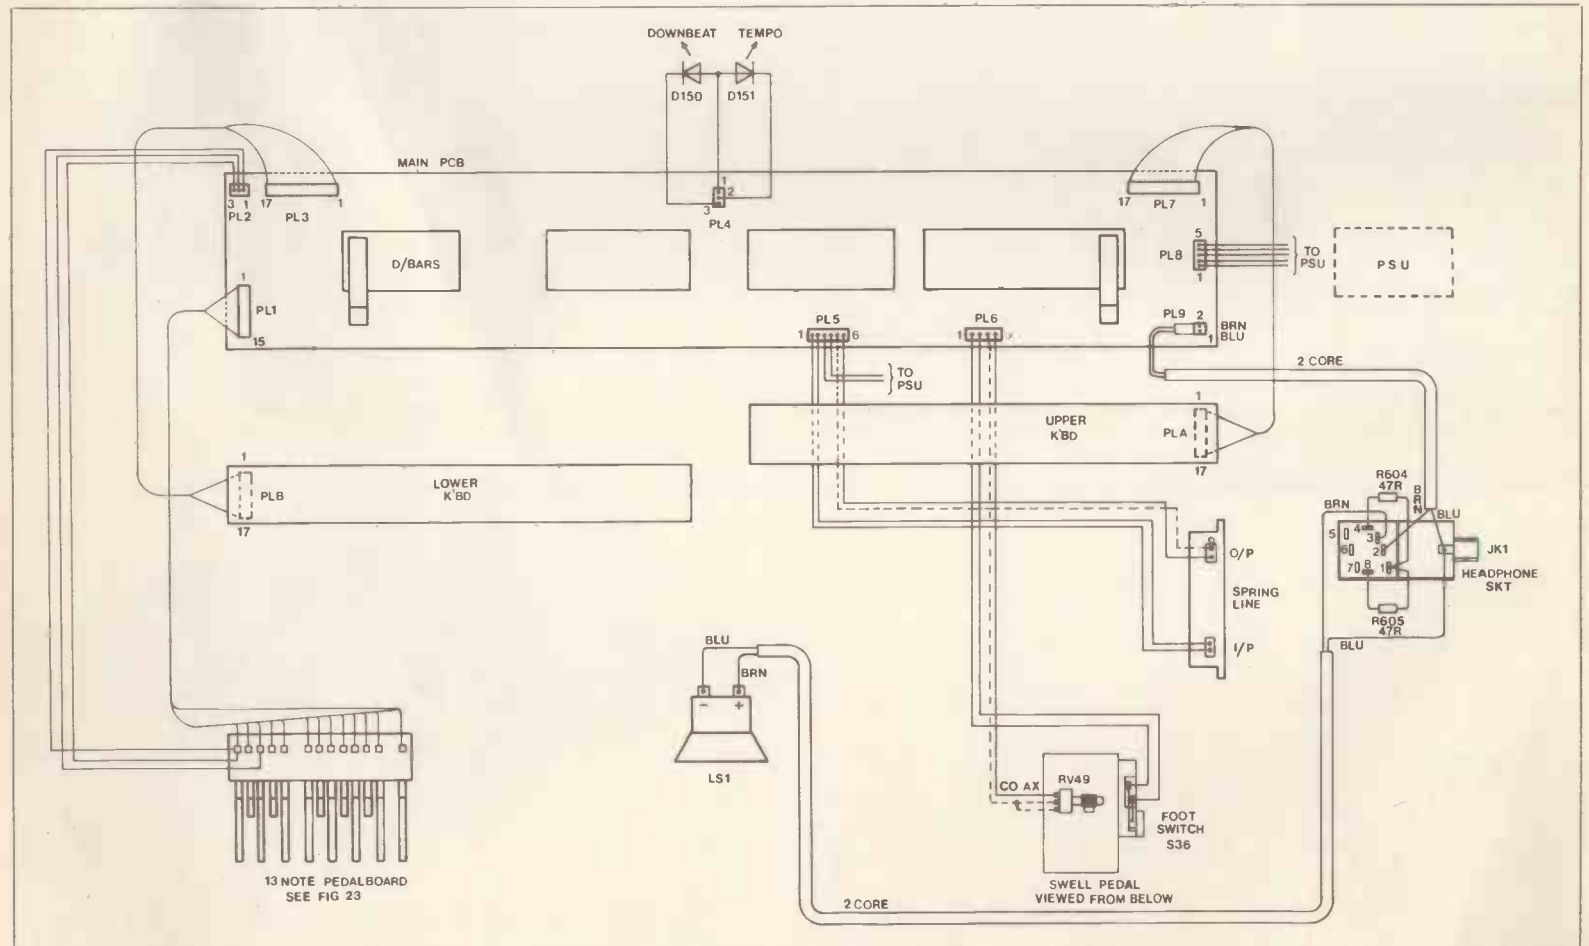 DOWNBEAT TEMPO
D150 D151
MAIN PCB
1
2
3
PL4
3 1
PL2
17 1
PL3
17 1
PL7
D/BARS
5
PL8
1
TO
PSU
PSU
1
PL1
15
PL5
1 6
PL6
1
PL9
2
1
BRN
BLU
TO
PSU
2 CORE
1
UPPER
K'BD
PLA
17
1
LOWER
K'BD
PLB
17
R604
47R
BRN
BRN
BLU
5
4
3
6
2
7
8
1
JK1
HEADPHONE
SKT
R605
47R
BLU
O/P
SPRING
LINE
I/P
BLU
BRN
- +
LS1
CO AX
RV49
FOOT
SWITCH
S36
13 NOTE PEDALBOARD
SEE FIG 23
SWELL PEDAL
VIEWED FROM BELOW
2 CORE